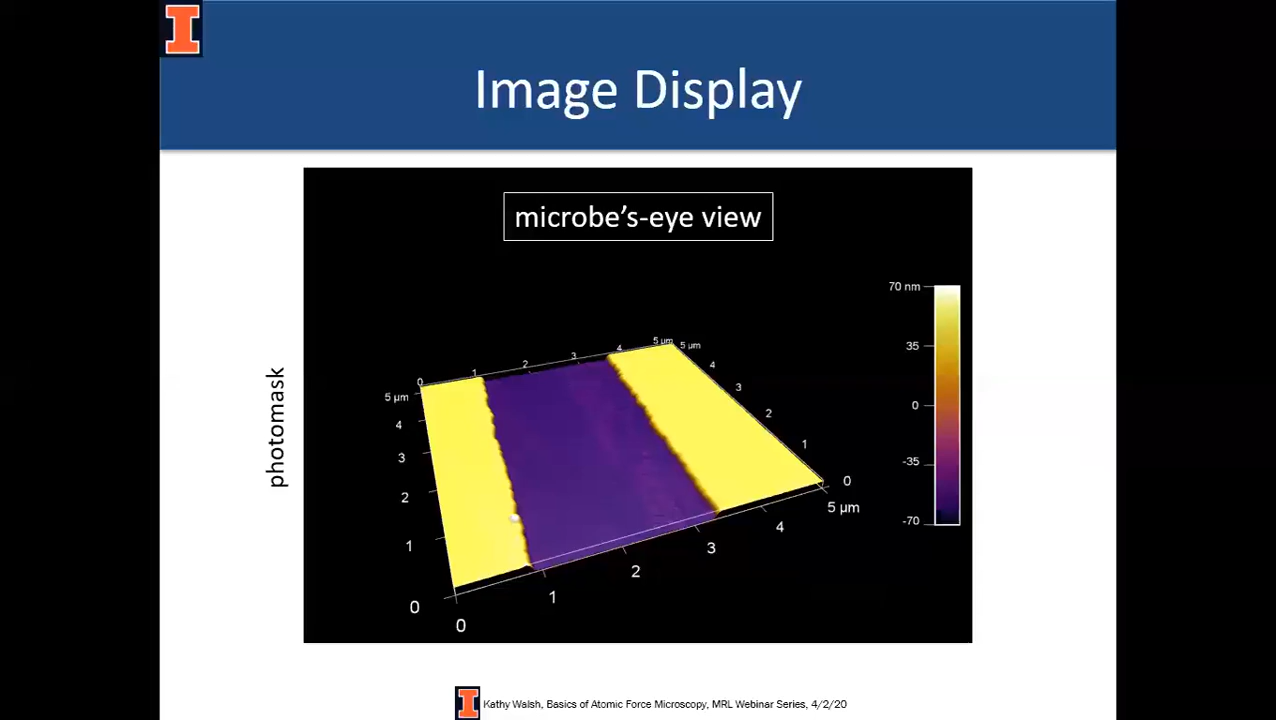 Image Display
microbe's-eye view
photomask
70 nm
35
0
-35
-70
0
1
2
3
4
5 µm
5 µm
4
3
2
1
0
5 µm
4
3
2
1
0
0
1
2
3
4
5 µm
Kathy Walsh, Basics of Atomic Force Microscopy, MRL Webinar Series, 4/2/20